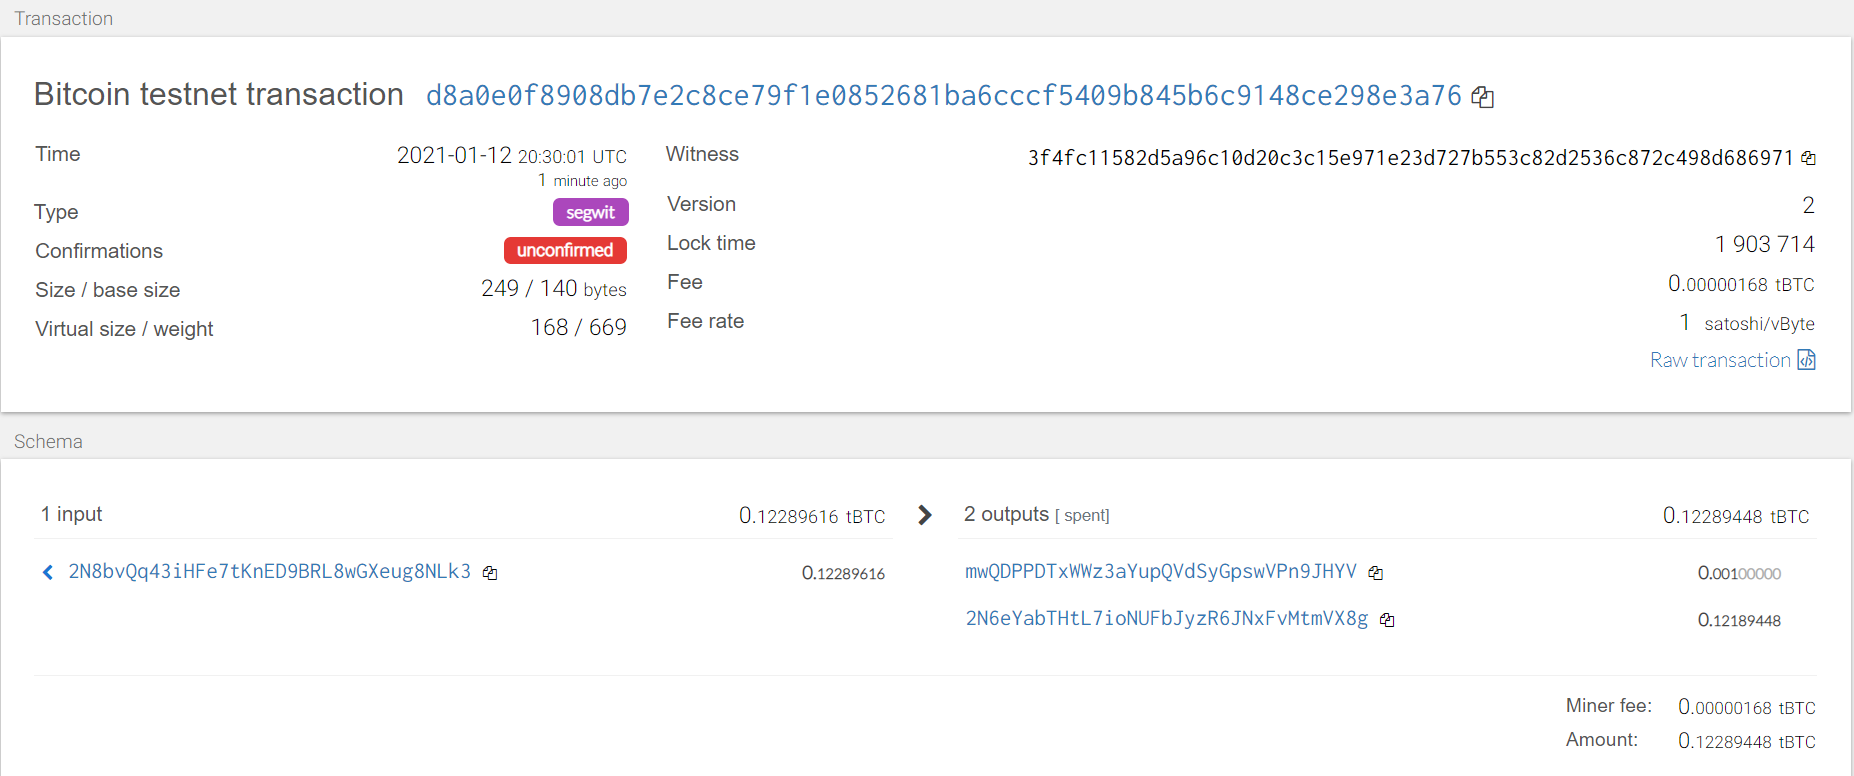 Transaction
Bitcoin testnet transaction d8a0e0f8908db7e2c8ce79f1e0852681ba6cccf5409b845b6c9148ce298e3a76
Time 2021-01-12 20:30:01 UTC
1 minute ago
Type segwit
Confirmations unconfirmed
Size / base size 249 / 140 bytes
Virtual size / weight 168 / 669
Witness 3f4fc11582d5a96c10d20c3c15e971e23d727b553c82d2536c872c498d686971
Version 2
Lock time 1 903 714
Fee 0.00000168 tBTC
Fee rate 1 satoshi/vByte
Raw transaction
Schema
1 input 0.12289616 tBTC
2N8bvQq43iHFe7tKnED9BRL8wGXeug8NLk3 0.12289616
2 outputs [ spent] 0.12289448 tBTC
mwQDPPDTxWWz3aYupQVdSyGpswVPn9JHYV 0.00100000
2N6eYabTHtL7ioNUFbJyzR6JNxFvMtmVX8g 0.12189448
Miner fee: 0.00000168 tBTC
Amount: 0.12289448 tBTC